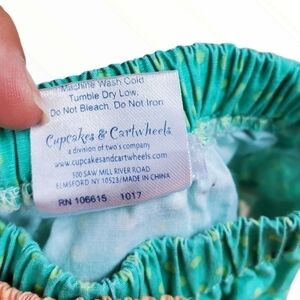 Machine Wash Cold
Tumble Dry Low.
Do Not Bleach. Do Not Iron
Cupcakes & Cartwheels
a division of two's company
www.cupcakesandcartwheels.com
500 SAW MILL RIVER ROAD
ELMSFORD NY 10523/MADE IN CHINA
RN 106615 1017